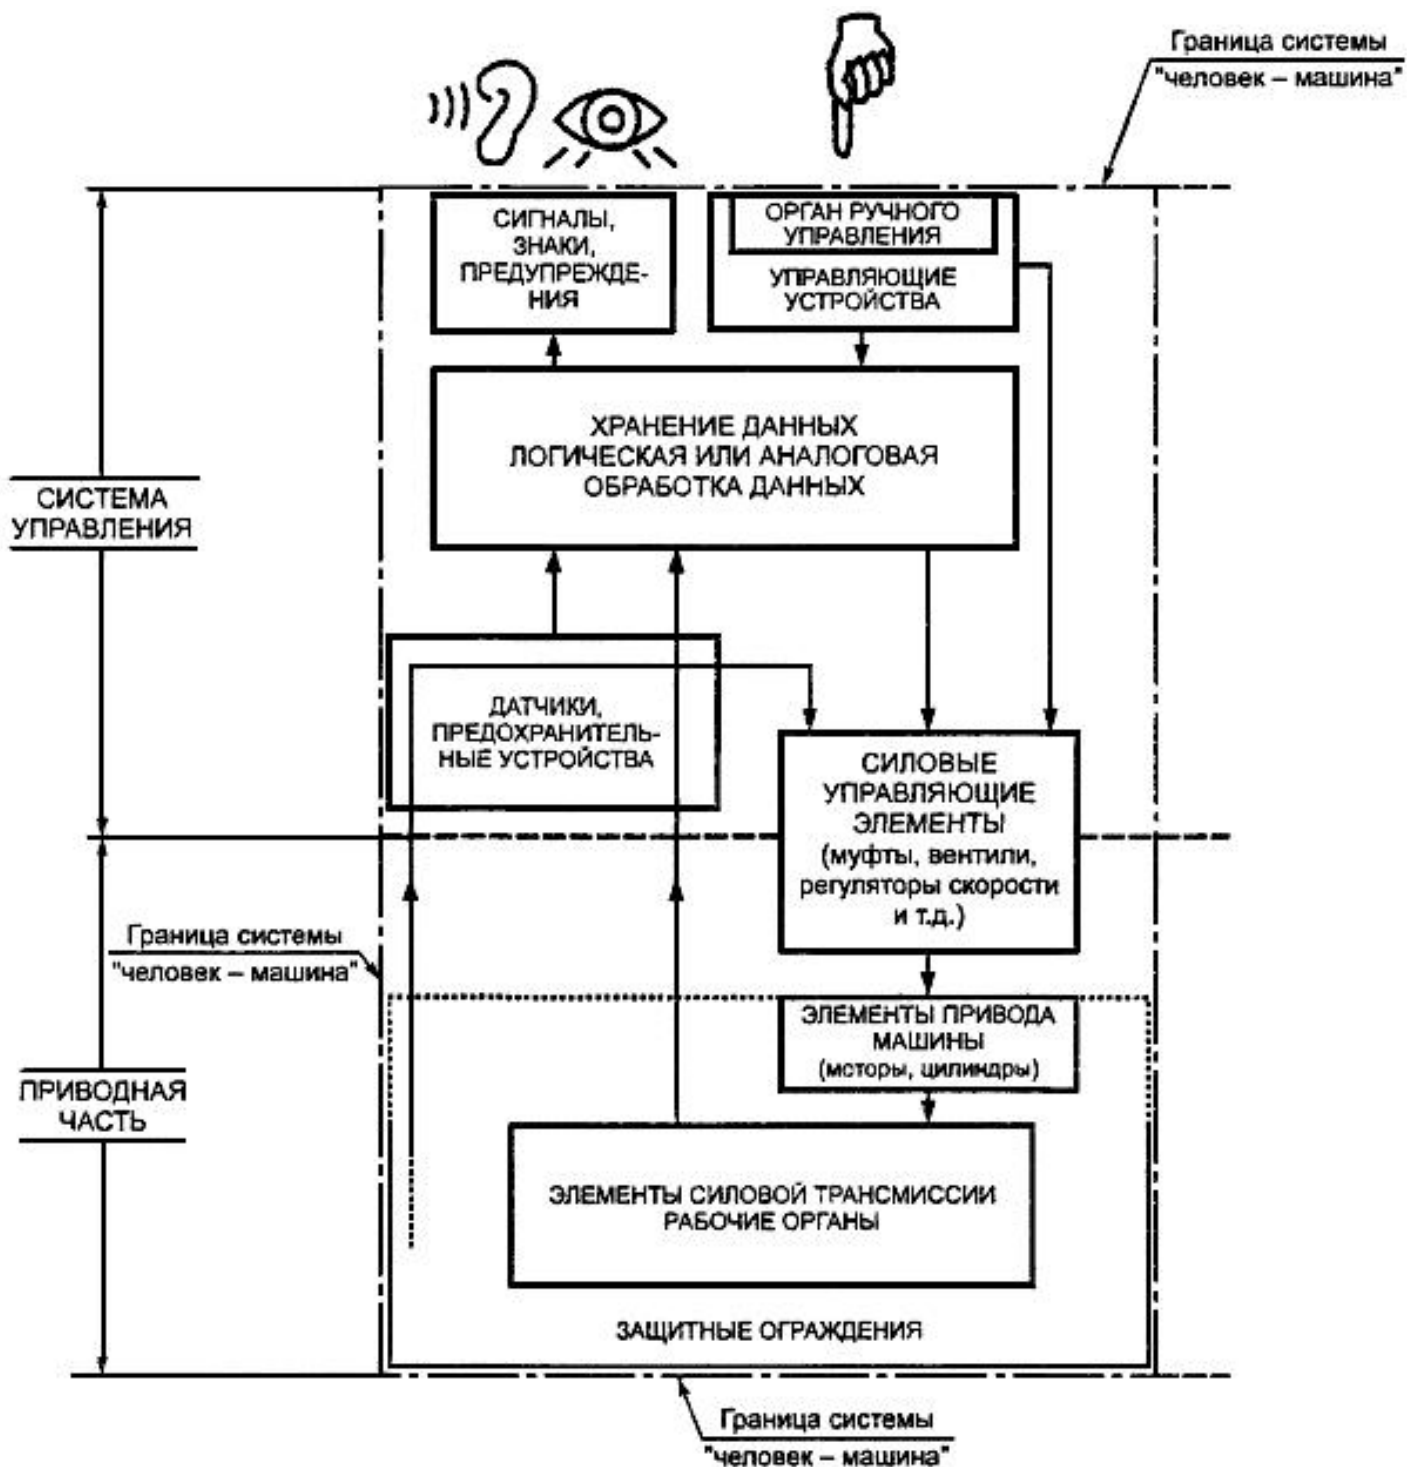 Граница системы
"человек – машина"
СИГНАЛЫ,
ЗНАКИ,
ПРЕДУПРЕЖДЕ-
НИЯ
ОРГАН РУЧНОГО
УПРАВЛЕНИЯ
УПРАВЛЯЮЩИЕ
УСТРОЙСТВА
ХРАНЕНИЕ ДАННЫХ
ЛОГИЧЕСКАЯ ИЛИ АНАЛОГОВАЯ
ОБРАБОТКА ДАННЫХ
СИСТЕМА
УПРАВЛЕНИЯ
ДАТЧИКИ,
ПРЕДОХРАНИТЕЛЬ-
НЫЕ УСТРОЙСТВА
СИЛОВЫЕ
УПРАВЛЯЮЩИЕ
ЭЛЕМЕНТЫ
(муфты, вентили,
регуляторы скорости
и т.д.)
Граница системы
"человек – машина"
ЭЛЕМЕНТЫ ПРИВОДА
МАШИНЫ
(моторы, цилиндры)
ПРИВОДНАЯ
ЧАСТЬ
ЭЛЕМЕНТЫ СИЛОВОЙ ТРАНСМИССИИ
РАБОЧИЕ ОРГАНЫ
ЗАЩИТНЫЕ ОГРАЖДЕНИЯ
Граница системы
"человек – машина"